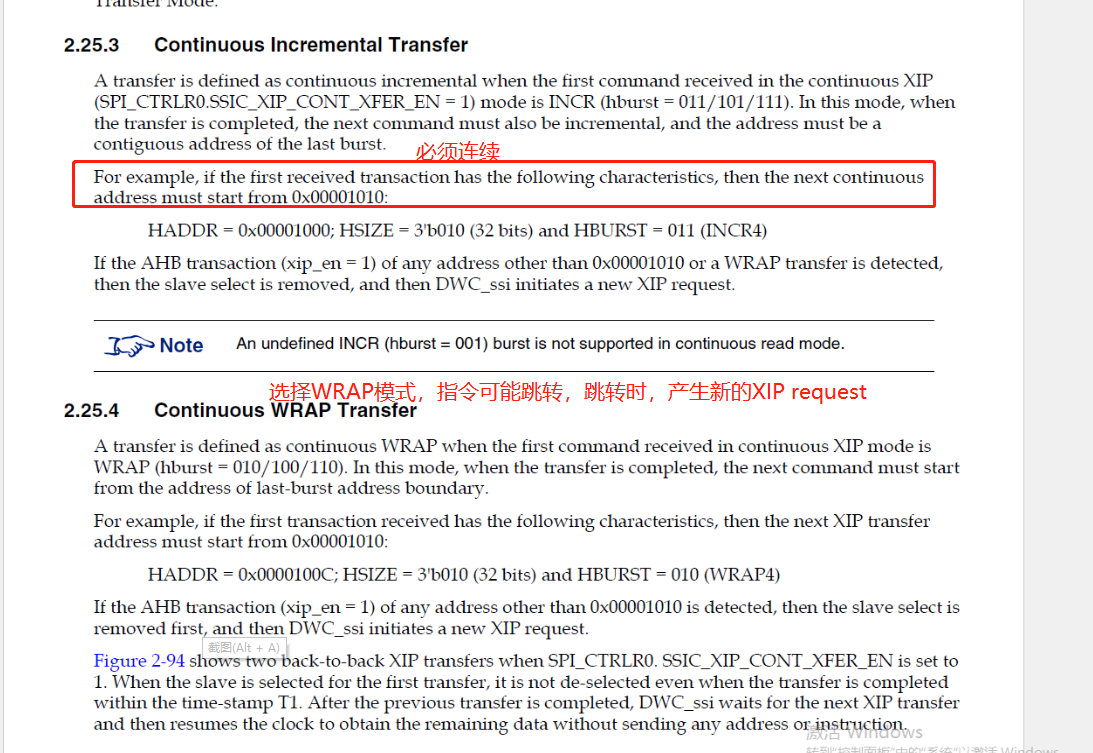 Transfer Mode.
2.25.3 Continuous Incremental Transfer
A transfer is defined as continuous incremental when the first command received in the continuous XIP
(SPI_CTRLR0.SSIC_XIP_CONT_XFER_EN = 1) mode is INCR (hburst = 011/101/111). In this mode, when
the transfer is completed, the next command must also be incremental, and the address must be a
contiguous address of the last burst.
必须连续
For example, if the first received transaction has the following characteristics, then the next continuous
address must start from 0x00001010:
HADDR = 0x00001000; HSIZE = 3'b010 (32 bits) and HBURST = 011 (INCR4)
If the AHB transaction (xip_en = 1) of any address other than 0x00001010 or a WRAP transfer is detected,
then the slave select is removed, and then DWC_ssi initiates a new XIP request.
Note An undefined INCR (hburst = 001) burst is not supported in continuous read mode.
选择WRAP模式，指令可能跳转，跳转时，产生新的XIP request
2.25.4 Continuous WRAP Transfer
A transfer is defined as continuous WRAP when the first command received in continuous XIP mode is
WRAP (hburst = 010/100/110). In this mode, when the transfer is completed, the next command must start
from the address of last-burst address boundary.
For example, if the first transaction received has the following characteristics, then the next XIP transfer
address must start from 0x00001010:
HADDR = 0x0000100C; HSIZE = 3'b010 (32 bits) and HBURST = 010 (WRAP4)
If the AHB transaction (xip_en = 1) of any address other than 0x00001010 is detected, then the slave select is
removed first, and then DWC_ssi initiates a new XIP request.
截图(Alt + A)
Figure 2-94 shows two back-to-back XIP transfers when SPI_CTRLR0. SSIC_XIP_CONT_XFER_EN is set to
1. When the slave is selected for the first transfer, it is not de-selected even when the transfer is completed
within the time-stamp T1. After the previous transfer is completed, DWC_ssi waits for the next XIP transfer
and then resumes the clock to obtain the remaining data without sending any address or instruction.
激活 Windows
转到"控制面板"中的"系统"以激活 Windows